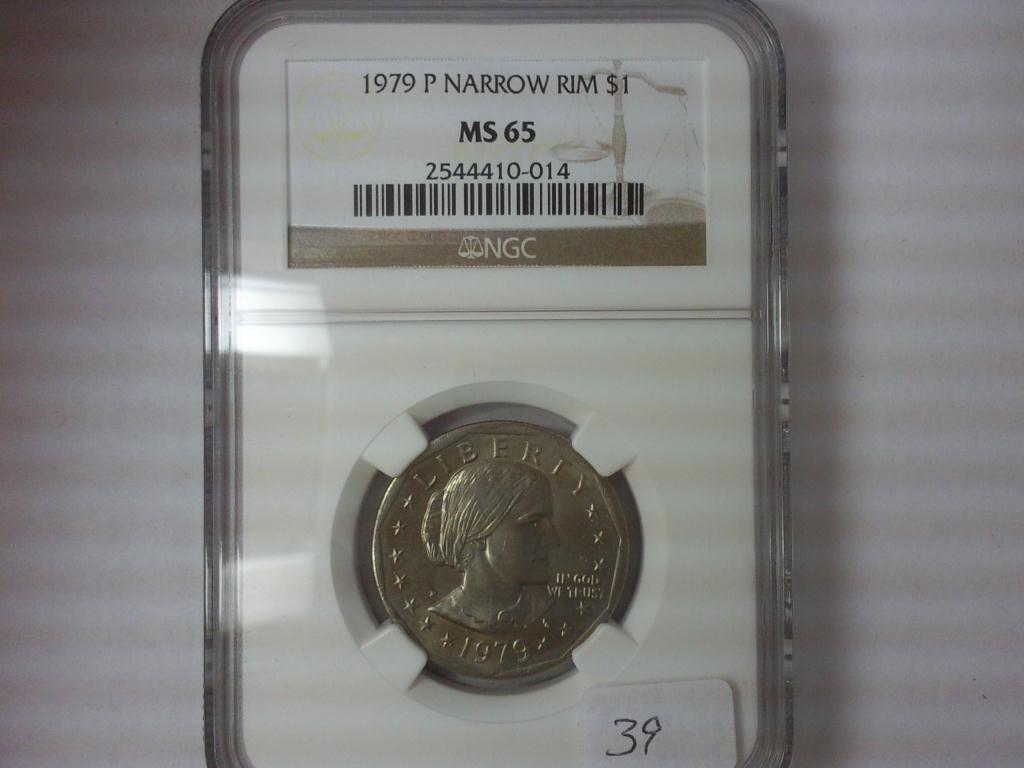 1979 P NARROW RIM $1
MS 65
2544410-014
NGC
LIBERTY
IN GOD
WE TRUST
1979
39